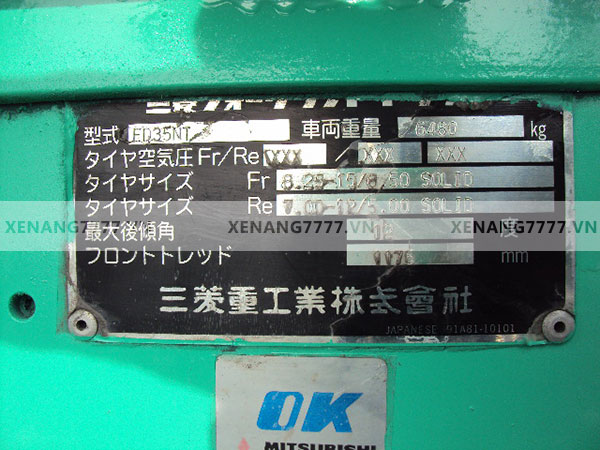 型式 FD35NT 車両重量 6480 kg
タイヤ空気圧 Fr/Re XXX / XXX XXX
タイヤサイズ Fr 8.25-15/6.50 SOLID
タイヤサイズ Re 7.00-12/5.00 SOLID
XENANG7777.VN XENANG7777.VN XENANG7777.VN
最大後傾角 度
フロントトレッド mm
三菱重工業株式會社
JAPANESE 91A81-10101
OK
MITSUBISHI